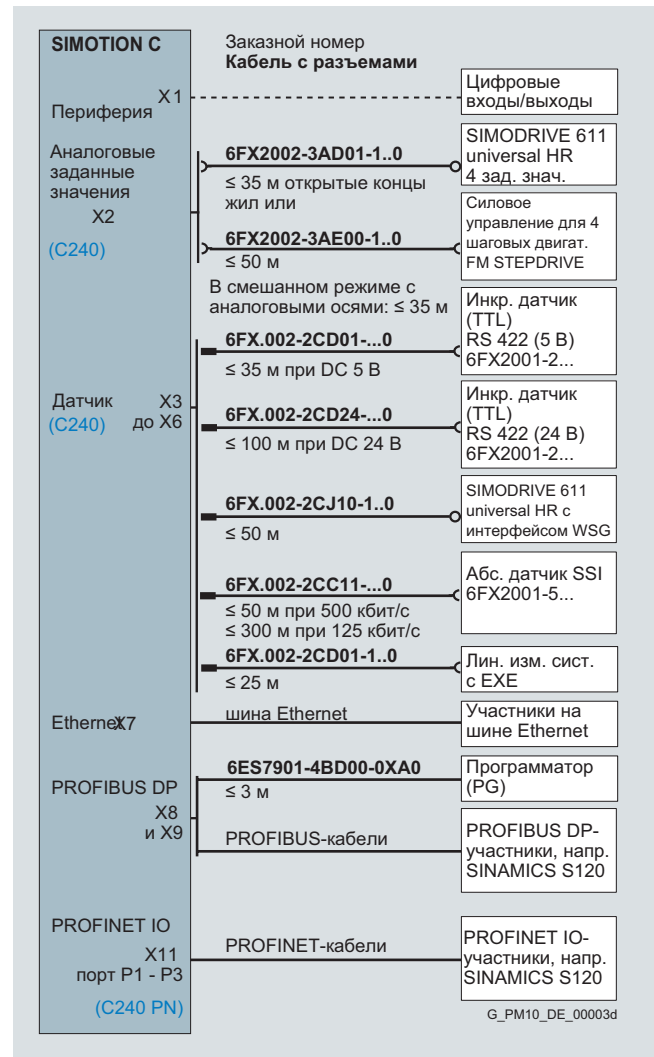 SIMOTION C
Заказной номер
Кабель с разъемами
X1
Периферия
Цифровые
входы/выходы
Аналоговые
заданные
значения
X2
(C240)
6FX2002-3AD01-1..0
≤ 35 м открытые концы
жил или
SIMODRIVE 611
universal HR
4 зад. знач.
6FX2002-3AE00-1..0
≤ 50 м
Силовое
управление для 4
шаговых двигат.
FM STEPDRIVE
В смешанном режиме с
аналоговыми осями: ≤ 35 м
Датчик X3
(C240) до X6
6FX.002-2CD01-...0
≤ 35 м при DC 5 В
Инкр. датчик
(TTL)
RS 422 (5 В)
6FX2001-2...
6FX.002-2CD24-...0
≤ 100 м при DC 24 В
Инкр. датчик
(TTL)
RS 422 (24 В)
6FX2001-2...
6FX.002-2CJ10-1..0
≤ 50 м
SIMODRIVE 611
universal HR с
интерфейсом WSG
6FX.002-2CC11-...0
≤ 50 м при 500 кбит/с
≤ 300 м при 125 кбит/с
Абс. датчик SSI
6FX2001-5...
6FX.002-2CD01-1..0
≤ 25 м
Лин. изм. сист.
с EXE
Ethernet X7
шина Ethernet
Участники на
шине Ethernet
PROFIBUS DP
X8
и X9
6ES7901-4BD00-0XA0
≤ 3 м
Программатор
(PG)
PROFIBUS-кабели
PROFIBUS DP-
участники, напр.
SINAMICS S120
PROFINET IO
X11
порт P1 - P3
(C240 PN)
PROFINET-кабели
PROFINET IO-
участники, напр.
SINAMICS S120
G_PM10_DE_00003d